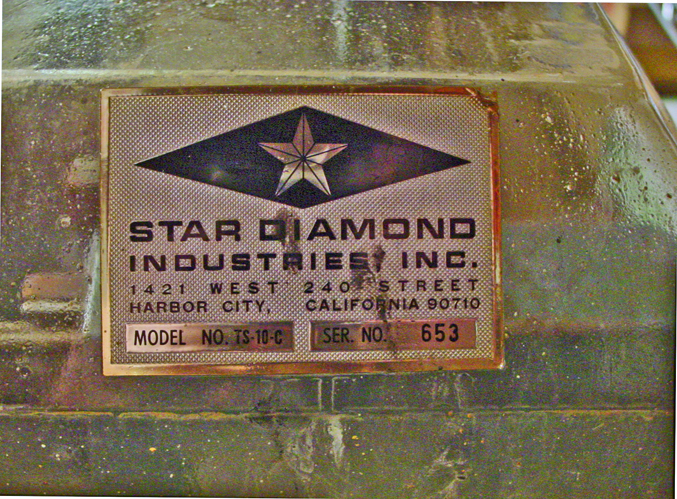 STAR DIAMOND
INDUSTRIES, INC.
1421 WEST 240 STREET
HARBOR CITY, CALIFORNIA 90710
MODEL NO. TS-10-C SER. NO. 653